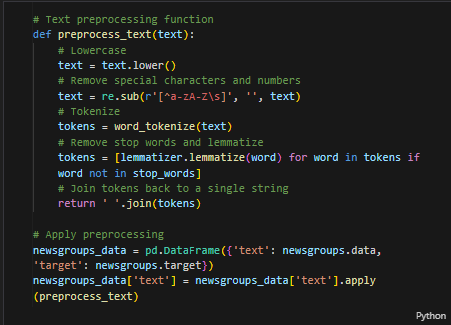 # Text preprocessing function
def preprocess_text(text):
    # Lowercase
    text = text.lower()
    # Remove special characters and numbers
    text = re.sub(r'[^a-zA-Z\s]', '', text)
    # Tokenize
    tokens = word_tokenize(text)
    # Remove stop words and lemmatize
    tokens = [lemmatizer.lemmatize(word) for word in tokens if
    word not in stop_words]
    # Join tokens back to a single string
    return ' '.join(tokens)

# Apply preprocessing
newsgroups_data = pd.DataFrame({'text': newsgroups.data,
'target': newsgroups.target})
newsgroups_data['text'] = newsgroups_data['text'].apply
(preprocess_text)
Python